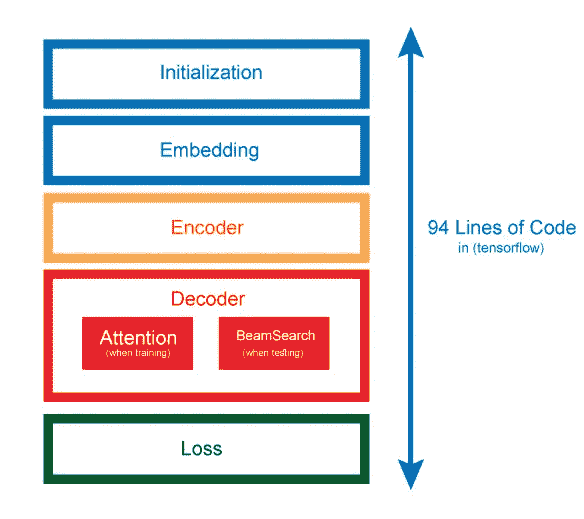 Initialization
Embedding
Encoder
Decoder
Attention
(when training)
BeamSearch
(when testing)
Loss
94 Lines of Code
in (tensorflow)